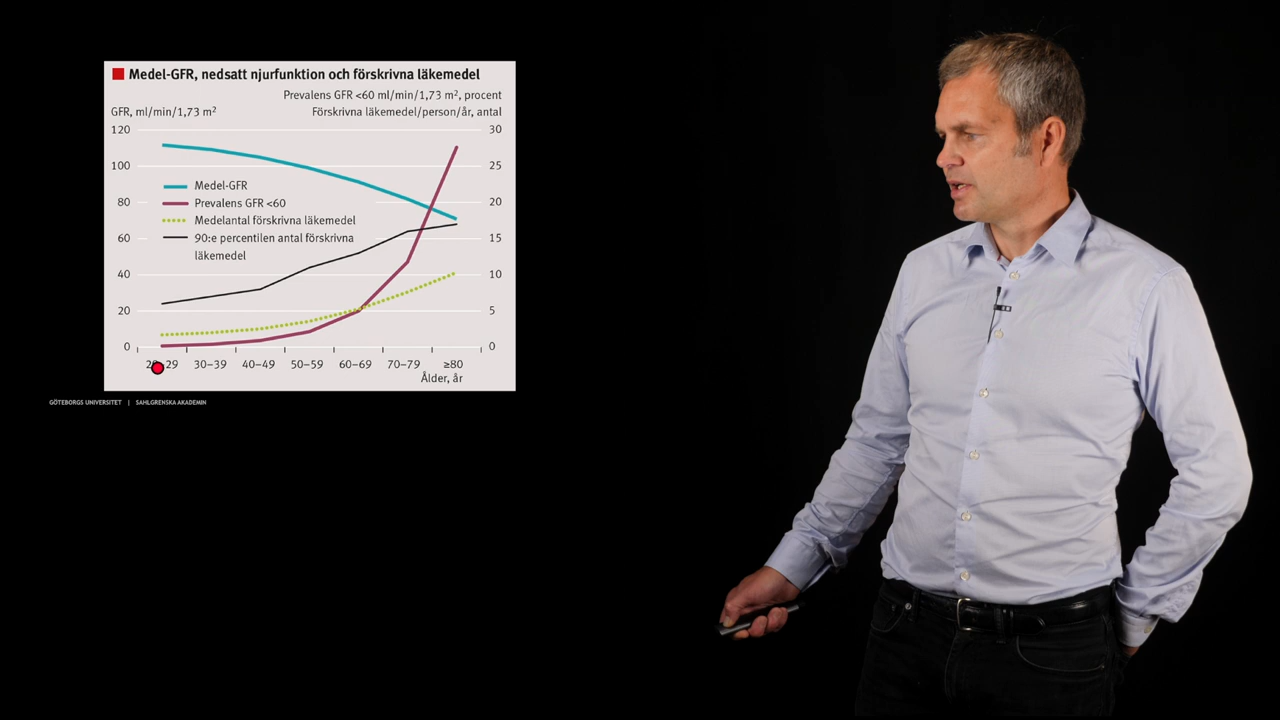 Medel-GFR, nedsatt njurfunktion och förskrivna läkemedel
Prevalens GFR <60 ml/min/1,73 m², procent
GFR, ml/min/1,73 m² Förskrivna läkemedel/person/år, antal
120 30
100 25
80 20
60 15
40 10
20 5
0 0
Medel-GFR
Prevalens GFR <60
Medelantal förskrivna läkemedel
90:e percentilen antal förskrivna
läkemedel
29 30–39 40–49 50–59 60–69 70–79 ≥80
Ålder, år
GÖTEBORGS UNIVERSITET | SAHLGRENSKA AKADEMIN